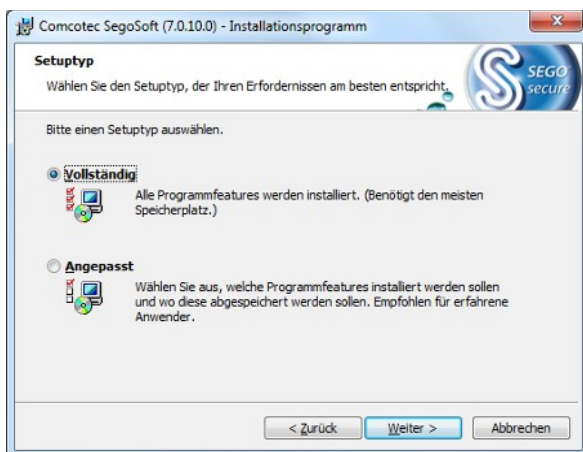 Comcotec SegoSoft (7.0.10.0) - Installationsprogramm
Setuptyp
Wählen Sie den Setuptyp, der Ihren Erfordernissen am besten entspricht.
S SEGO
secure
Bitte einen Setuptyp auswählen.
Vollständig
Alle Programmfeatures werden installiert. (Benötigt den meisten
Speicherplatz.)
Angepasst
Wählen Sie aus, welche Programmfeatures installiert werden sollen
und wo diese abgespeichert werden sollen. Empfohlen für erfahrene
Anwender.
< Zurück
Weiter >
Abbrechen